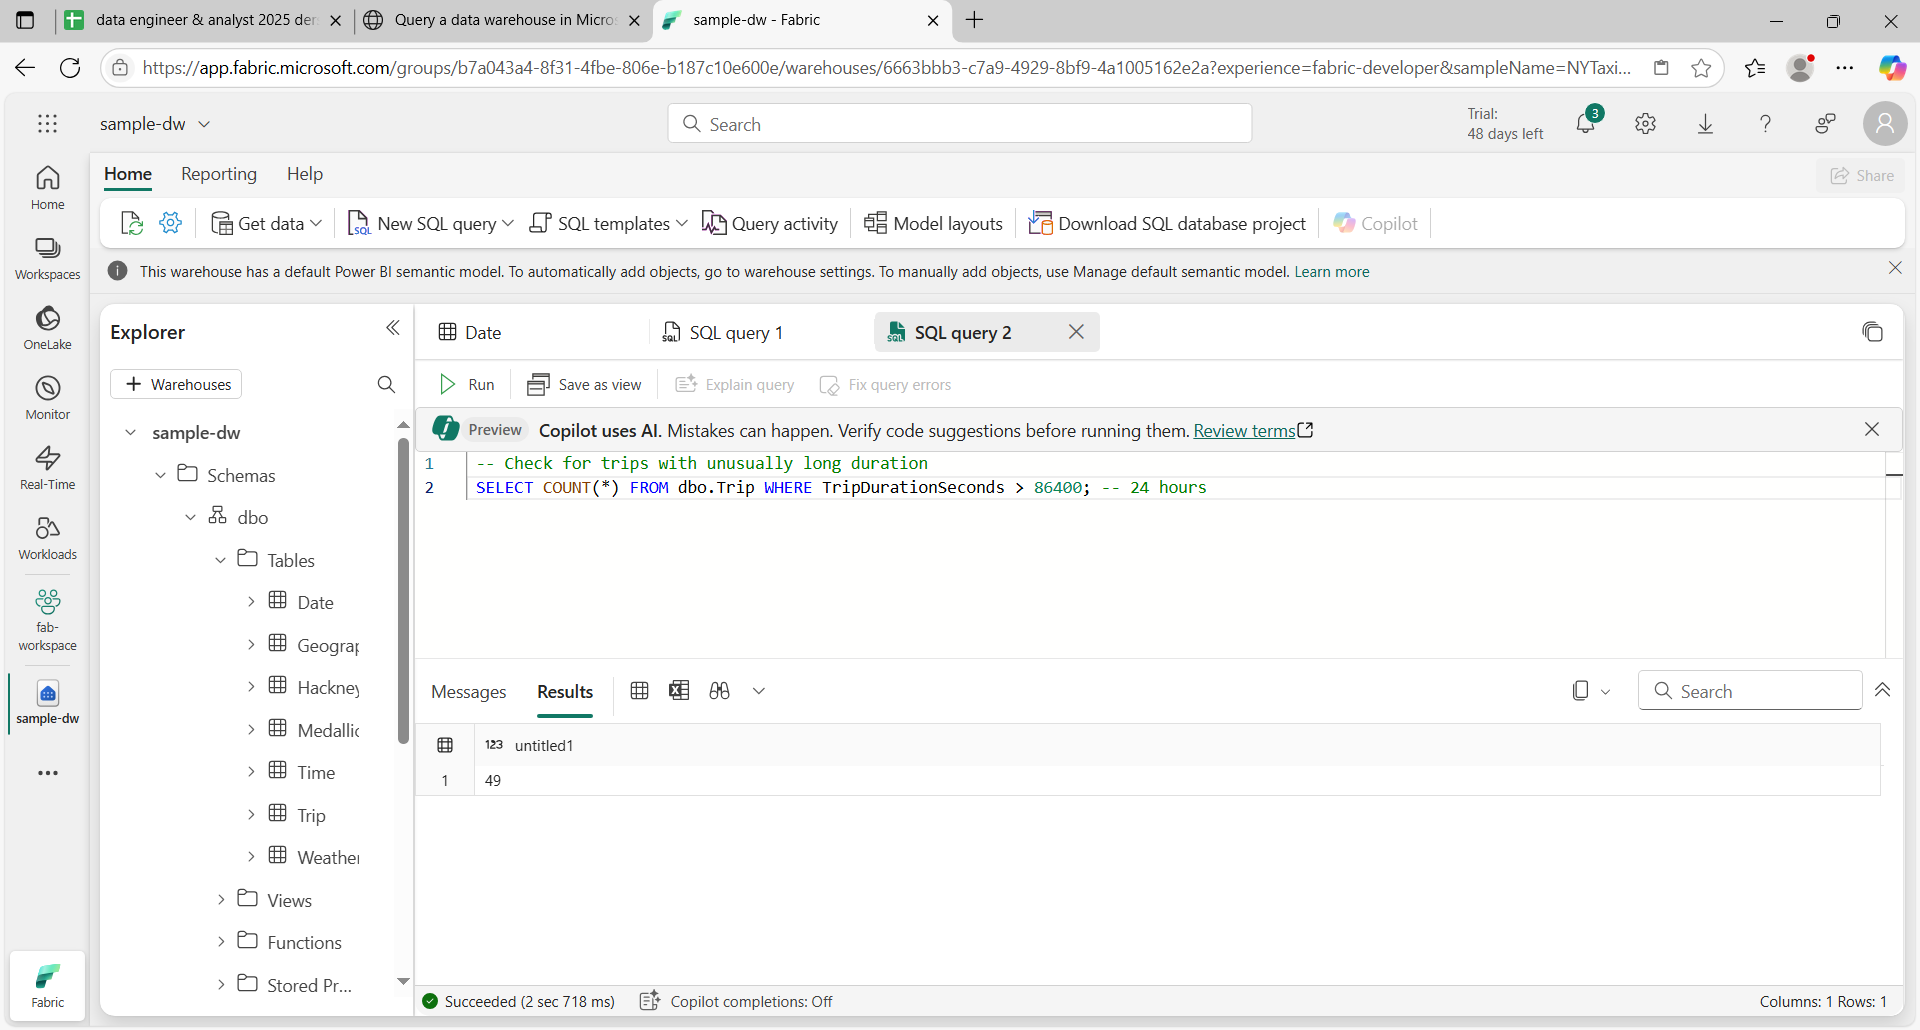 data engineer & analyst 2025 der
Query a data warehouse in Micros
sample-dw - Fabric
https://app.fabric.microsoft.com/groups/b7a043a4-8f31-4fbe-806e-b187c10e600e/warehouses/6663bbb3-c7a9-4929-8bf9-4a1005162e2a?experience=fabric-developer&sampleName=NYTaxi...
sample-dw
Search
Trial:
48 days left
3
Home
Workspaces
OneLake
Monitor
Real-Time
Workloads
fab-
workspace
sample-dw
Fabric
Home Reporting Help
Share
Get data
New SQL query
SQL templates
Query activity
Model layouts
Download SQL database project
Copilot
This warehouse has a default Power BI semantic model. To automatically add objects, go to warehouse settings. To manually add objects, use Manage default semantic model. Learn more
Explorer
+ Warehouses
sample-dw
Schemas
dbo
Tables
Date
Geograp
Hackney
Medallic
Time
Trip
Weather
Views
Functions
Stored Pr...
Date
SQL query 1
SQL query 2
Run
Save as view
Explain query
Fix query errors
Preview Copilot uses AI. Mistakes can happen. Verify code suggestions before running them. Review terms
1 -- Check for trips with unusually long duration
2 SELECT COUNT(*) FROM dbo.Trip WHERE TripDurationSeconds > 86400; -- 24 hours
Messages Results
Search
123 untitled1
1 49
Succeeded (2 sec 718 ms)
Copilot completions: Off
Columns: 1 Rows: 1